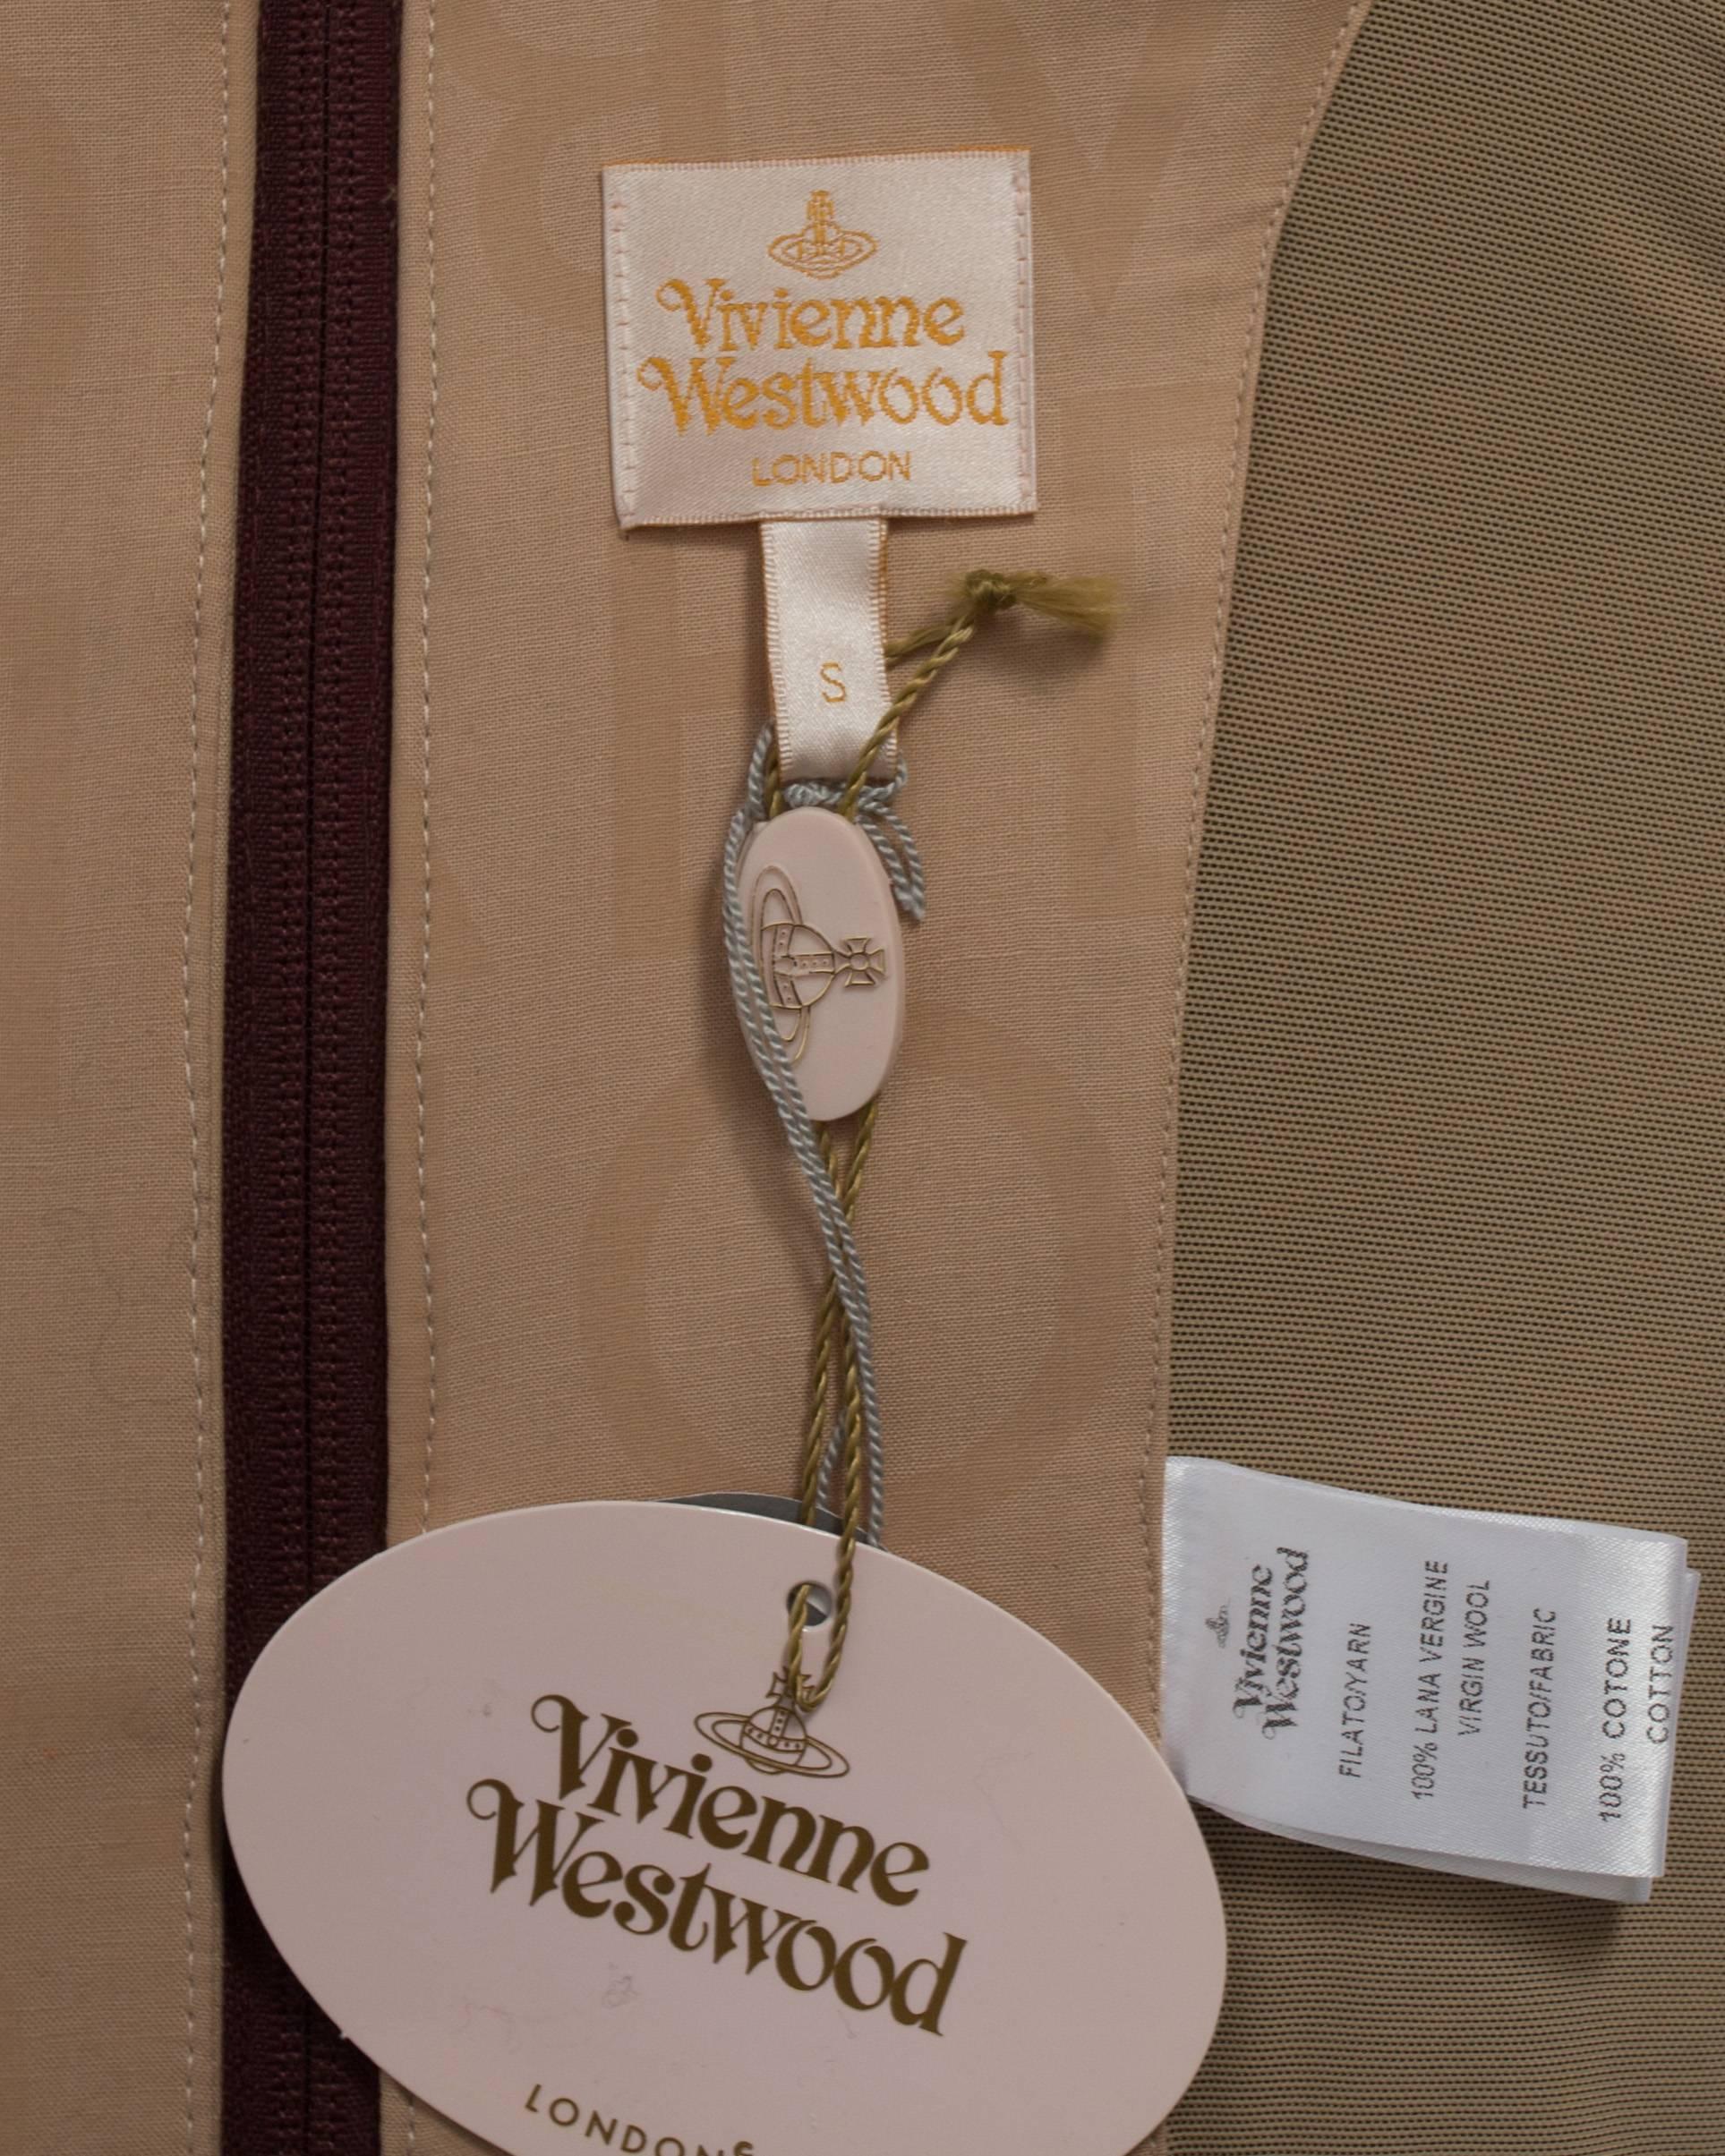 Vivienne
Westwood
LONDON
S
Vivienne
Westwood
LONDON
Vivienne
Westwood
FILATO/YARN
100% LANA VERGINE
VIRGIN WOOL
TESSUTO/FABRIC
100% COTONE
COTTON